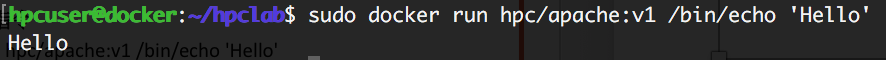 [hpcuser@docker:~/hpclab$ sudo docker run hpc/apache:v1 /bin/echo 'Hello'
Hello
hpc/apache:v1 /bin/echo 'Hello'